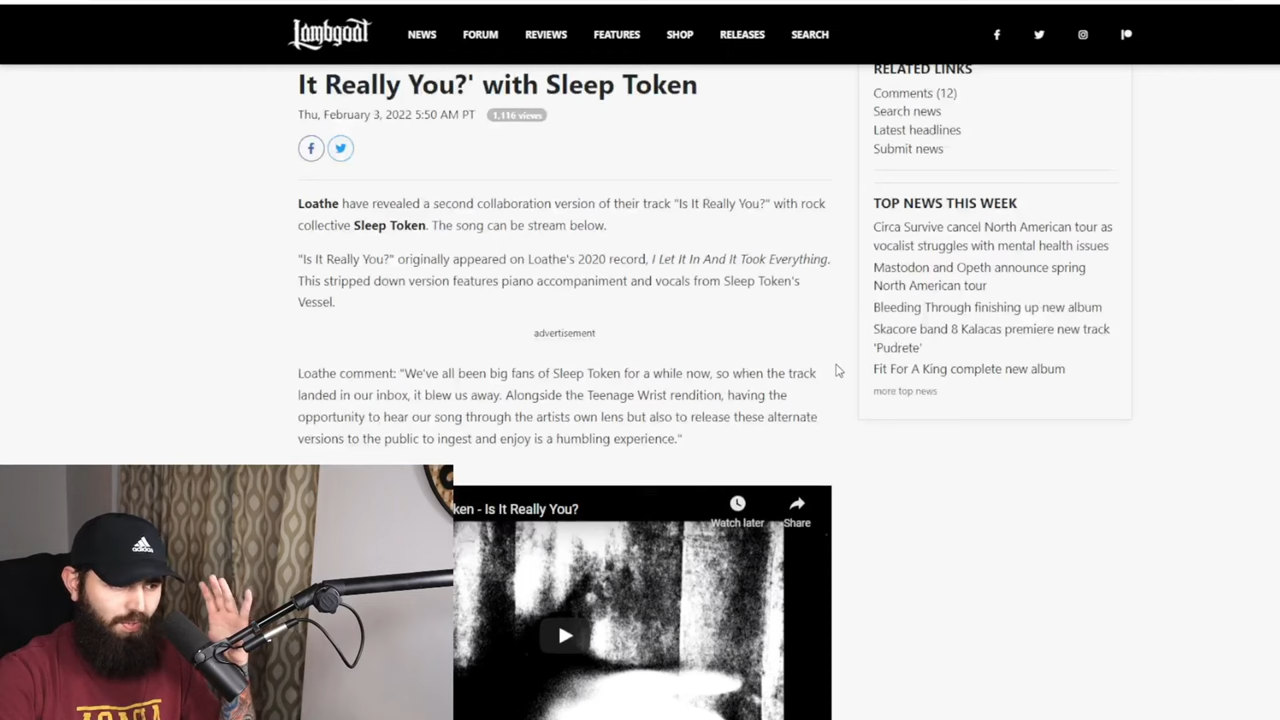 Lambgoat
NEWS
FORUM
REVIEWS
FEATURES
SHOP
RELEASES
SEARCH
It Really You?' with Sleep Token
Thu, February 3, 2022 5:50 AM PT
1,116 views
Loathe have revealed a second collaboration version of their track "Is It Really You?" with rock
collective Sleep Token. The song can be stream below.
"Is It Really You?" originally appeared on Loathe's 2020 record, I Let It In And It Took Everything.
This stripped down version features piano accompaniment and vocals from Sleep Token's
Vessel.
advertisement
Loathe comment: "We've all been big fans of Sleep Token for a while now, so when the track
landed in our inbox, it blew us away. Alongside the Teenage Wrist rendition, having the
opportunity to hear our song through the artists own lens but also to release these alternate
versions to the public to ingest and enjoy is a humbling experience."
ken - Is It Really You?
Watch later
Share
RELATED LINKS
Comments (12)
Search news
Latest headlines
Submit news
TOP NEWS THIS WEEK
Circa Survive cancel North American tour as
vocalist struggles with mental health issues
Mastodon and Opeth announce spring
North American tour
Bleeding Through finishing up new album
Skacore band 8 Kalacas premiere new track
'Pudrete'
Fit For A King complete new album
more top news
adidas